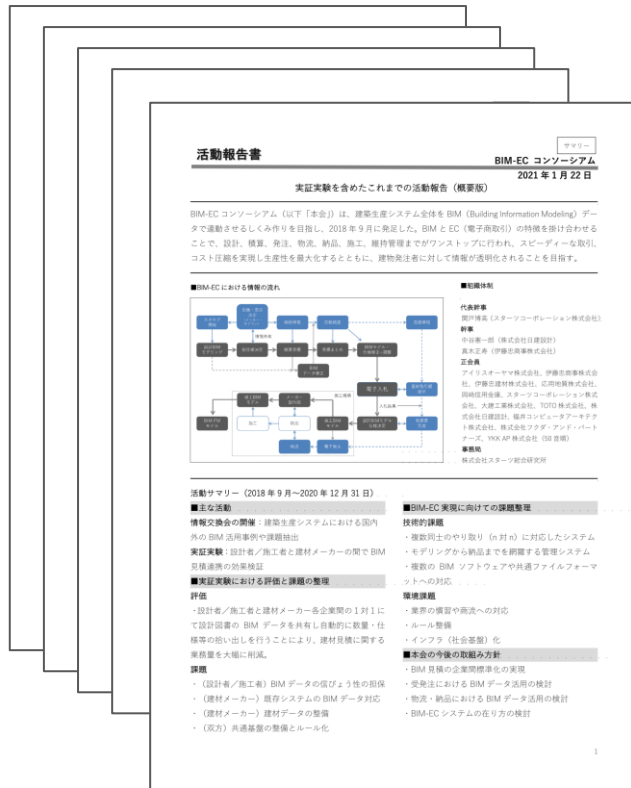 サマリー
活動報告書
BIM-EC コンソーシアム
2021 年 1 月 22 日
実証実験を含めたこれまでの活動報告（概要版）
BIM-EC コンソーシアム（以下「本会」）は、建築生産システム全体を BIM（Building Information Modeling）デー
タで連動させるしくみ作りを目指し、2018 年 9 月に発足した。BIM と EC（電子商取引）の特徴を掛け合わせる
ことで、設計、積算、発注、物流、納品、施工、維持管理までがワンストップに行われ、スピーディーな取引、
コスト圧縮を実現し生産性を最大化するとともに、建物発注者に対して情報が透明化されることを目指す。
■BIM-EC における情報の流れ
電子入札
入札結果
施工
■組織体制
代表幹事
関戸博高（スターツコーポレーション株式会社）
幹事
中谷憲一郎（株式会社日建設計）
真木正寿（伊藤忠商事株式会社）
正会員
アイリスオーヤマ株式会社、伊藤忠商事株式会
社、伊藤忠建材株式会社、応用地質株式会社、
岡崎信用金庫、スターツコーポレーション株式
会社、大建工業株式会社、TOTO 株式会社、株
式会社日建設計、福井コンピュータアーキテク
ト株式会社、株式会社フクダ・アンド・パート
ナーズ、YKK AP 株式会社（50 音順）
事務局
株式会社スターツ総合研究所
活動サマリー（2018 年 9 月～2020 年 12 月 31 日）
■主な活動
情報交換会の開催：建築生産システムにおける国内
外の BIM 活用事例や課題抽出
実証実験：設計者／施工者と建材メーカーの間で BIM
見積連携の効果検証
■実証実験における評価と課題の整理
評価
・設計者／施工者と建材メーカー各企業間の 1 対 1 に
て設計図書の BIM データを共有し自動的に数量・仕
様等の拾い出しを行うことにより、建材見積に関する
業務量を大幅に削減。
課題
・（設計者／施工者）BIM データの信ぴょう性の担保
・（建材メーカー）既存システムの BIM データ対応
・（建材メーカー）建材データの整備
・（双方）共通基盤の整備とルール化
■BIM-EC 実現に向けての課題整理
技術的課題
・複数同士のやり取り（n 対 n）に対応したシステム
・モデリングから納品までを網羅する管理システム
・複数の BIM ソフトウェアや共通ファイルフォーマ
ットへの対応
環境課題
・業界の慣習や商流への対応
・ルール整備
・インフラ（社会基盤）化
■本会の今後の取組み方針
・BIM 見積の企業間標準化の実現
・受発注における BIM データ活用の検討
・物流・納品における BIM データ活用の検討
・BIM-EC システムの在り方の検討
1